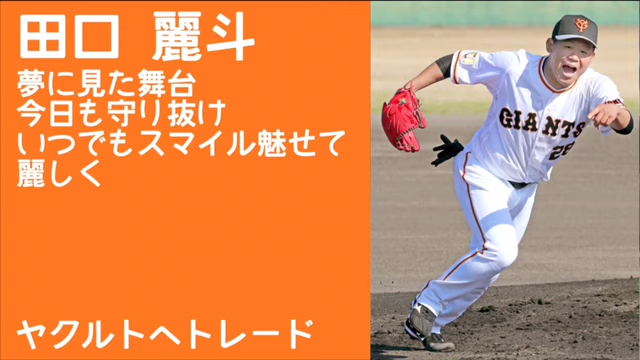 田口 麗斗
夢に見た舞台
今日も守り抜け
いつでもスマイル魅せて
麗しく
ヤクルトへトレード
GIANTS
28